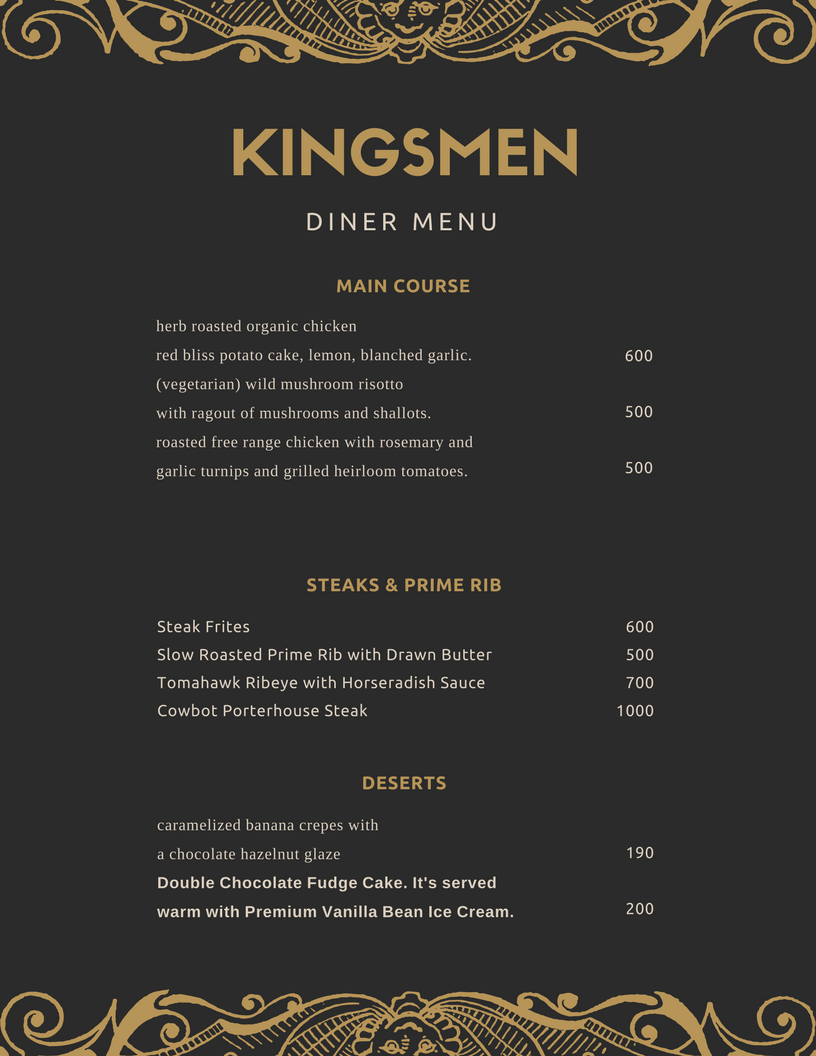 KINGSMEN
DINER MENU
MAIN COURSE
herb roasted organic chicken
red bliss potato cake, lemon, blanched garlic. 600
(vegetarian) wild mushroom risotto
with ragout of mushrooms and shallots. 500
roasted free range chicken with rosemary and
garlic turnips and grilled heirloom tomatoes. 500
STEAKS & PRIME RIB
Steak Frites 600
Slow Roasted Prime Rib with Drawn Butter 500
Tomahawk Ribeye with Horseradish Sauce 700
Cowbot Porterhouse Steak 1000
DESERTS
caramelized banana crepes with
a chocolate hazelnut glaze 190
Double Chocolate Fudge Cake. It's served
warm with Premium Vanilla Bean Ice Cream. 200